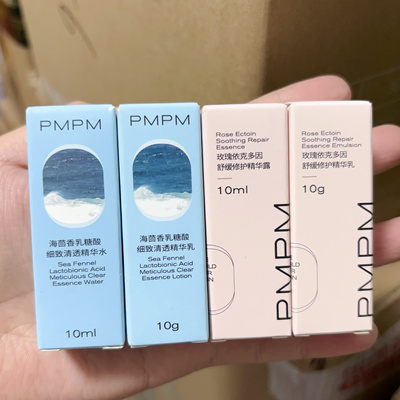 PMPM
海茴香乳糖酸
细致清透精华水
Sea Fennel
Lactobionic Acid
Meticulous Clear
Essence Water
10ml
PMPM
海茴香乳糖酸
细致清透精华乳
Sea Fennel
Lactobionic Acid
Meticulous Clear
Essence Lotion
10g
Rose Ectoin
Soothing Repair
Essence
玫瑰依克多因
舒缓修护精华露
10ml
PMPM
Rose Ectoin
Soothing Repair
Essence Emulsion
玫瑰依克多因
舒缓修护精华乳
10g
PMPM